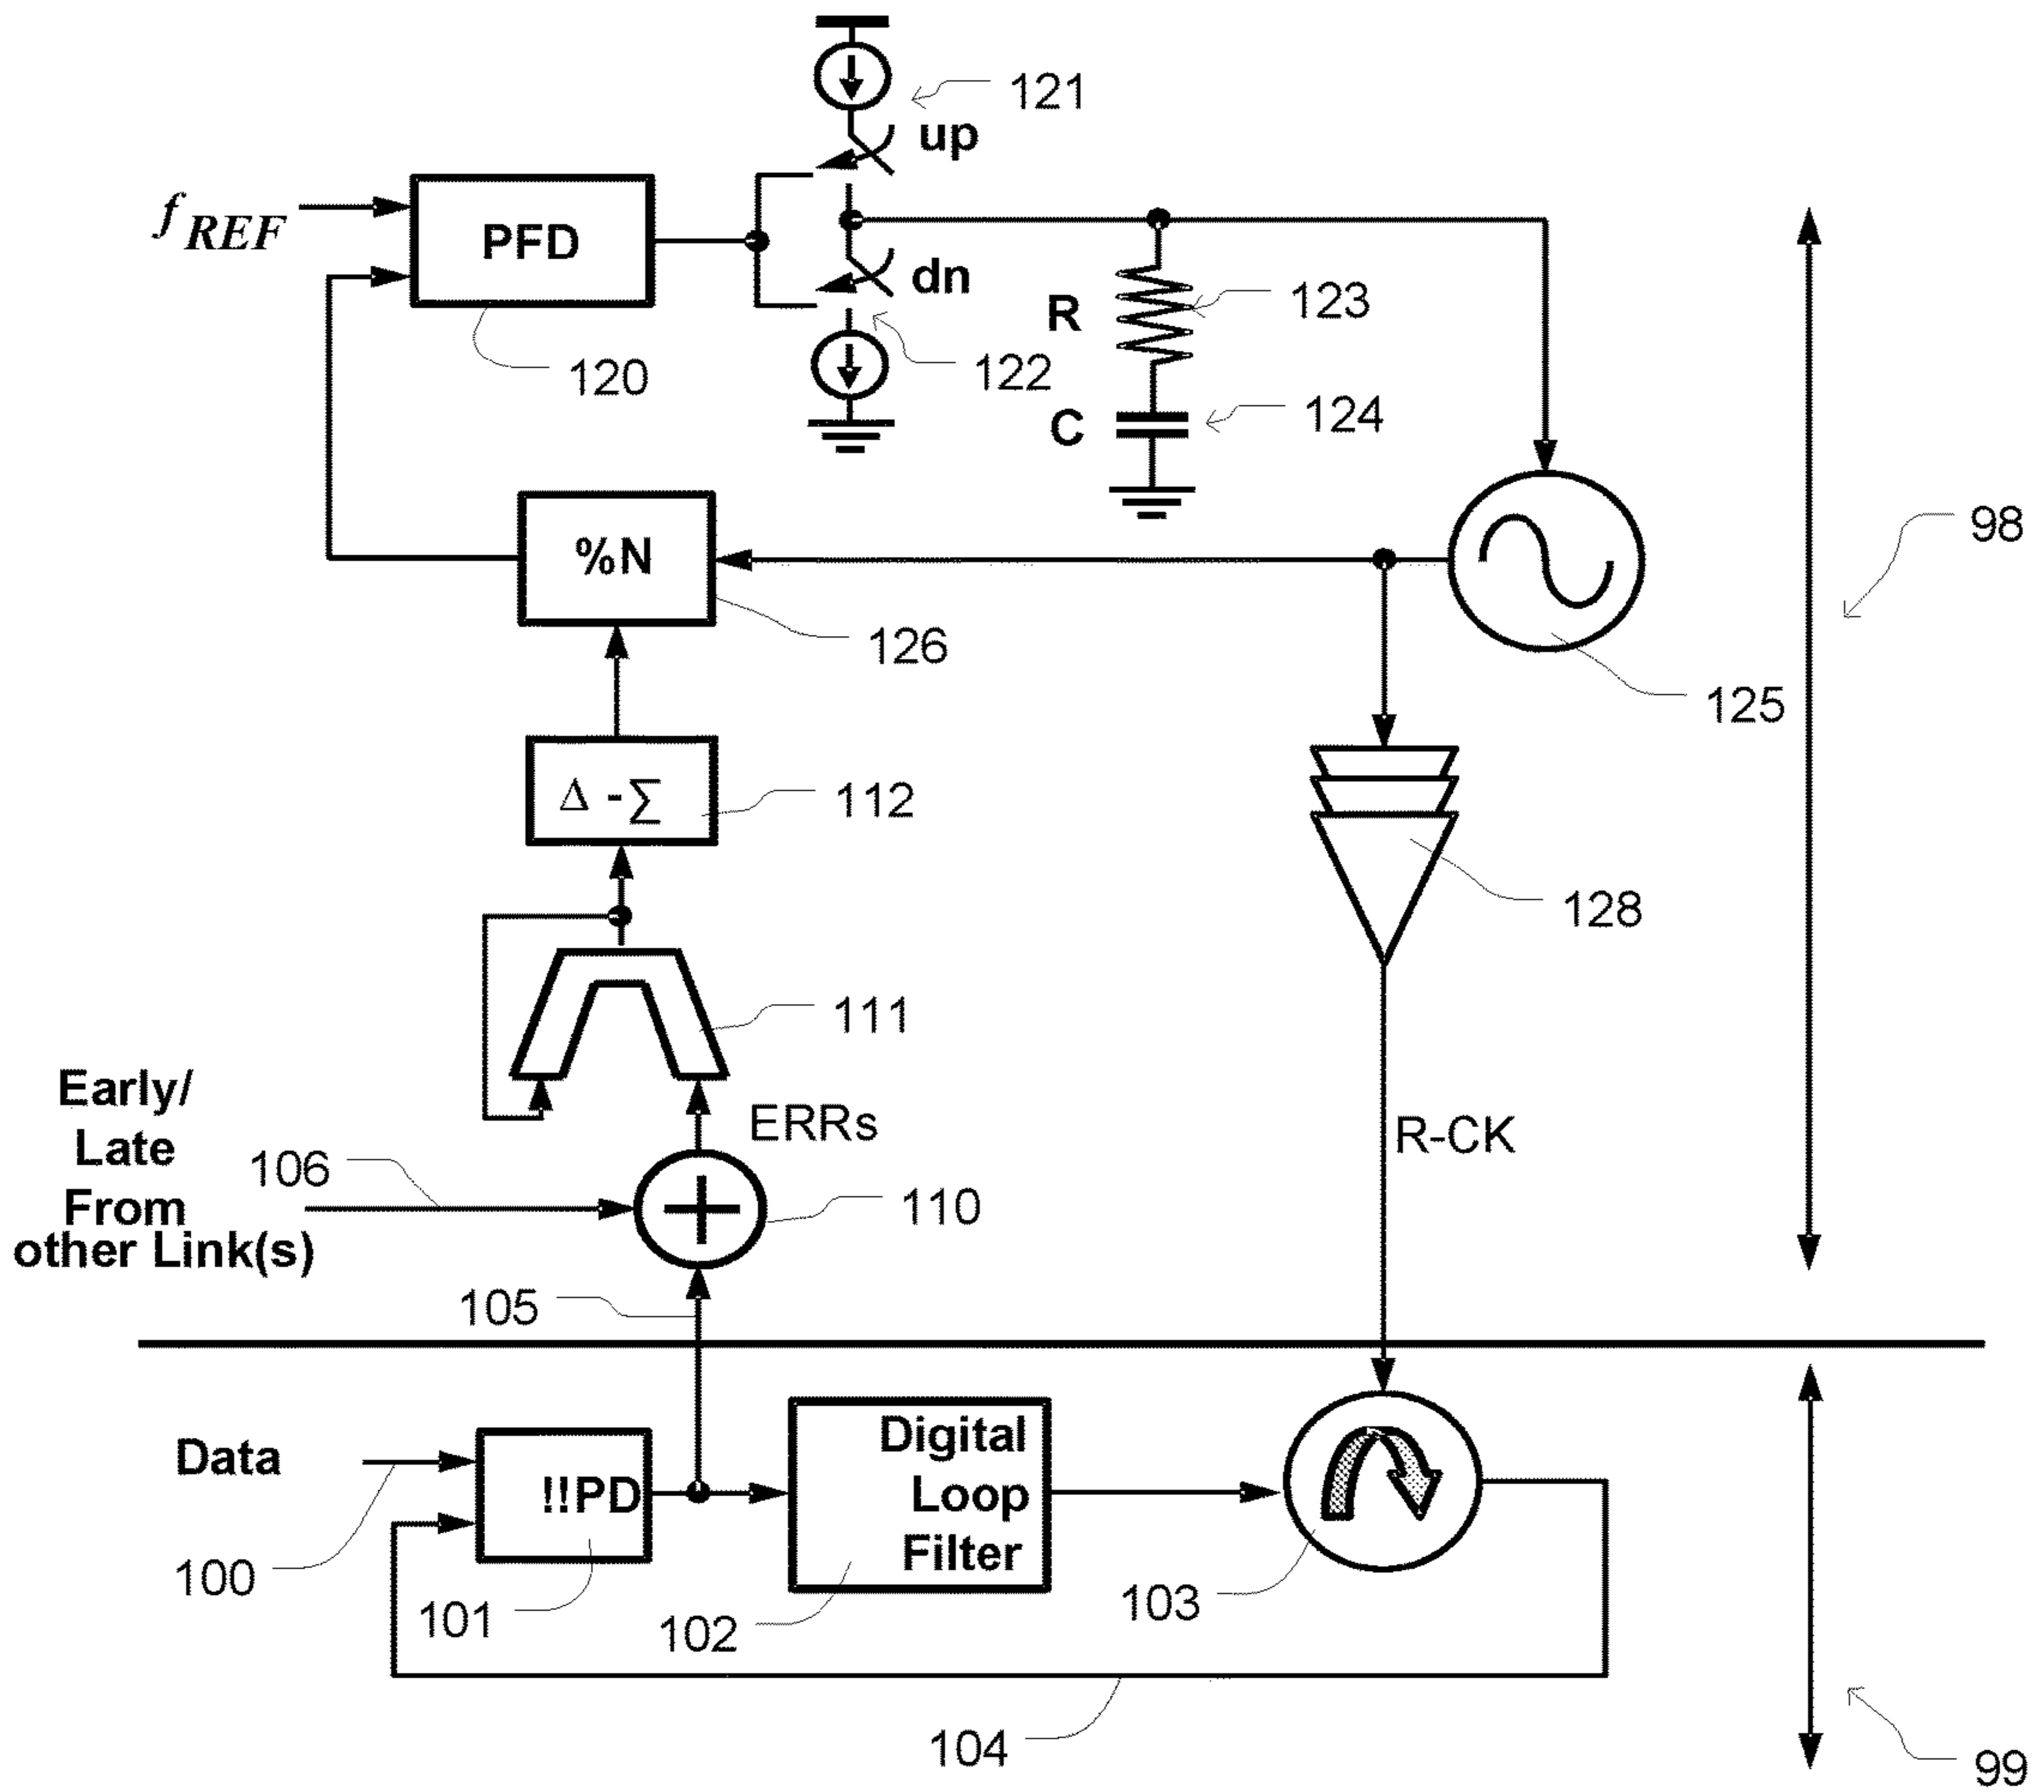 121
up
f REF
PFD
dn
R
123
120
122
C
124
98
%N
126
125
Δ -Σ
112
128
111
Early/
Late
From
other Link(s)
106
ERRs
R-CK
110
105
Data
!!PD
Digital
Loop
Filter
100
101
102
103
104
99